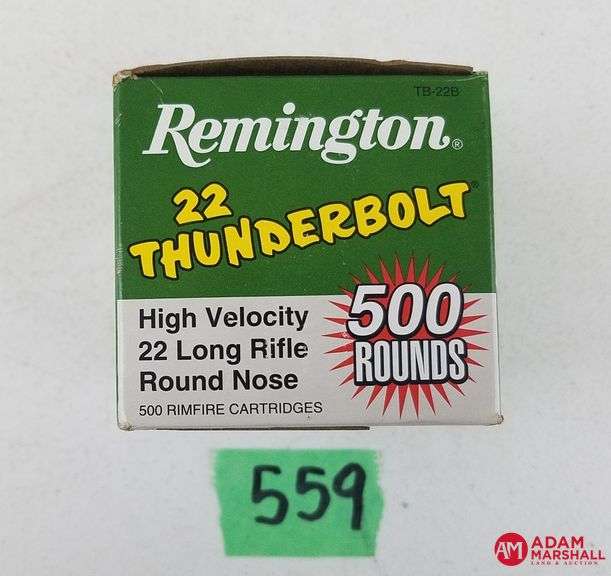 TB-22B
Remington®
22
THUNDERBOLT®
High Velocity
22 Long Rifle
Round Nose
500 RIMFIRE CARTRIDGES
500
ROUNDS
559
AM ADAM
MARSHALL
LAND & AUCTION